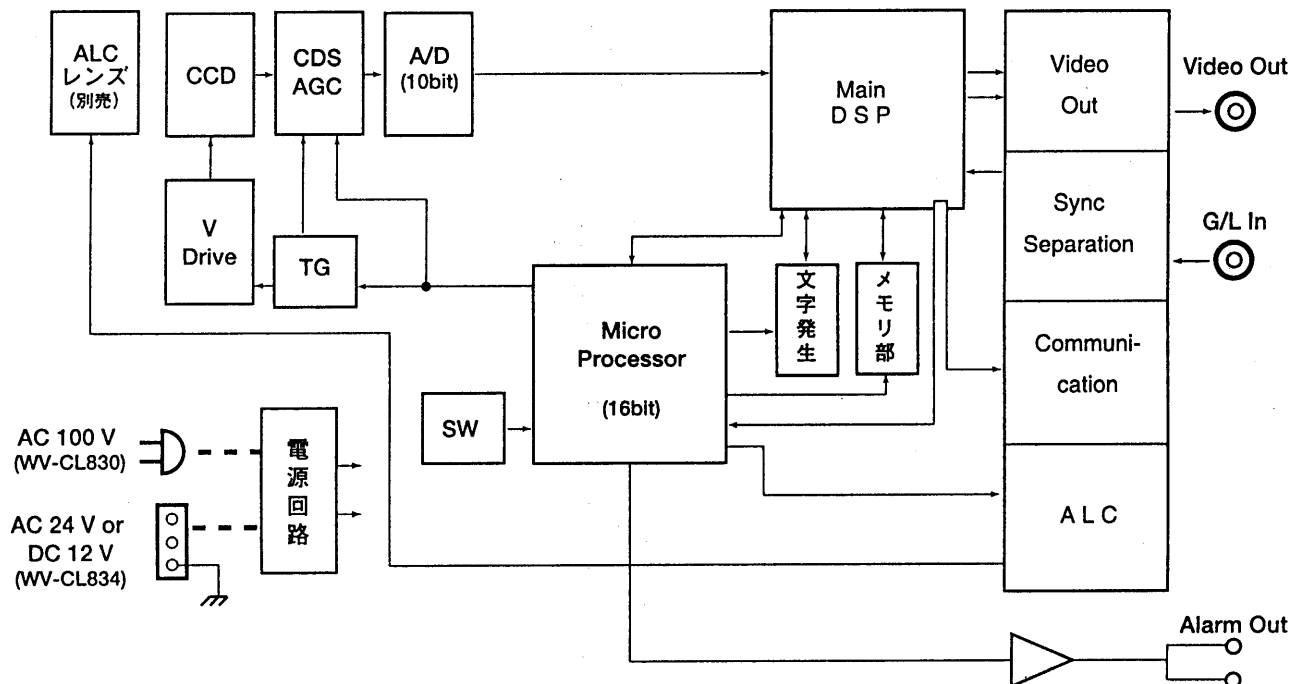 ALC
レンズ
(別売)
CCD
CDS
AGC
A/D
(10bit)
Main
D S P
Video
Out
Video Out
V
Drive
TG
Sync
Separation
G/L In
Micro
Processor
(16bit)
文字発生
メモリ部
Communi-
cation
SW
AC 100 V
(WV-CL830)
電源回路
AC 24 V or
DC 12 V
(WV-CL834)
A L C
Alarm Out